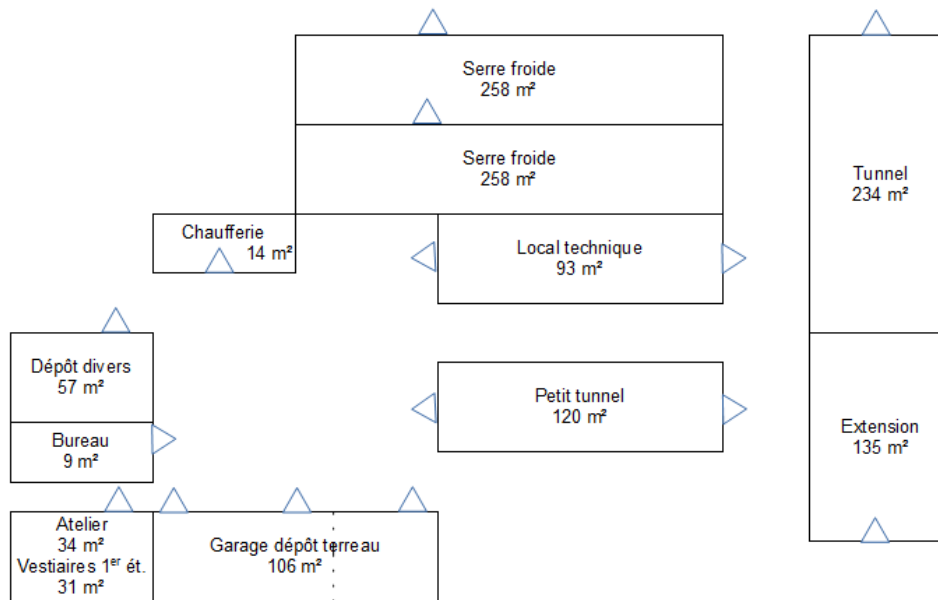 Serre froide
258 m²
Serre froide
258 m²
Tunnel
234 m²
Chaufferie
14 m²
Local technique
93 m²
Dépôt divers
57 m²
Bureau
9 m²
Petit tunnel
120 m²
Extension
135 m²
Atelier
34 m²
Vestiaires 1er ét.
31 m²
Garage dépôt terreau
106 m²